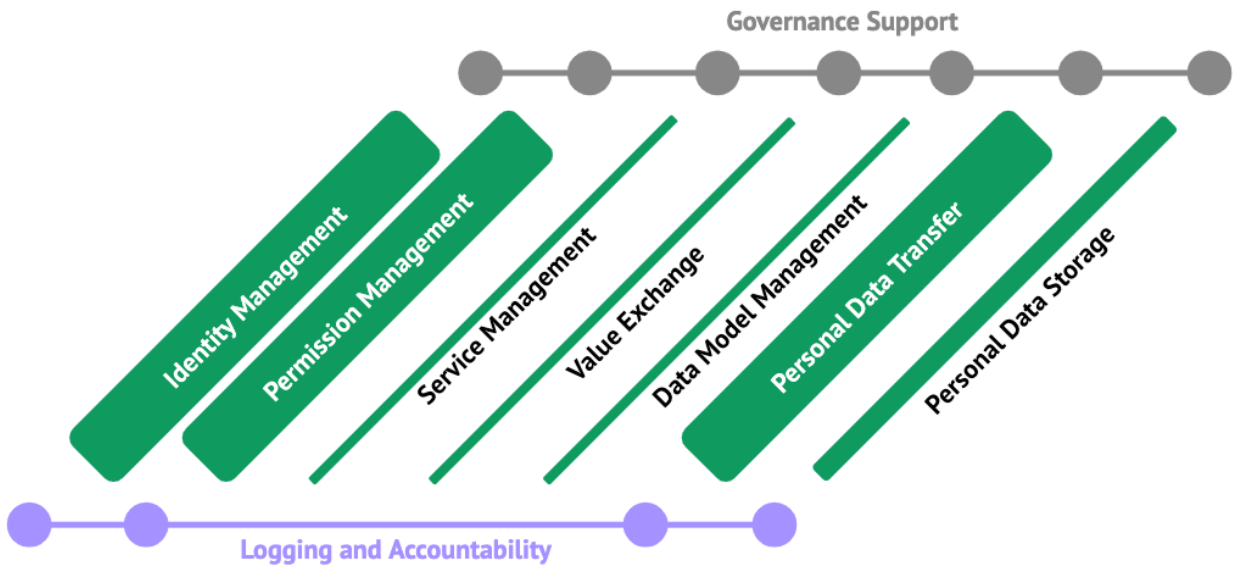 Governance Support
Identity Management
Permission Management
Service Management
Value Exchange
Data Model Management
Personal Data Transfer
Personal Data Storage
Logging and Accountability